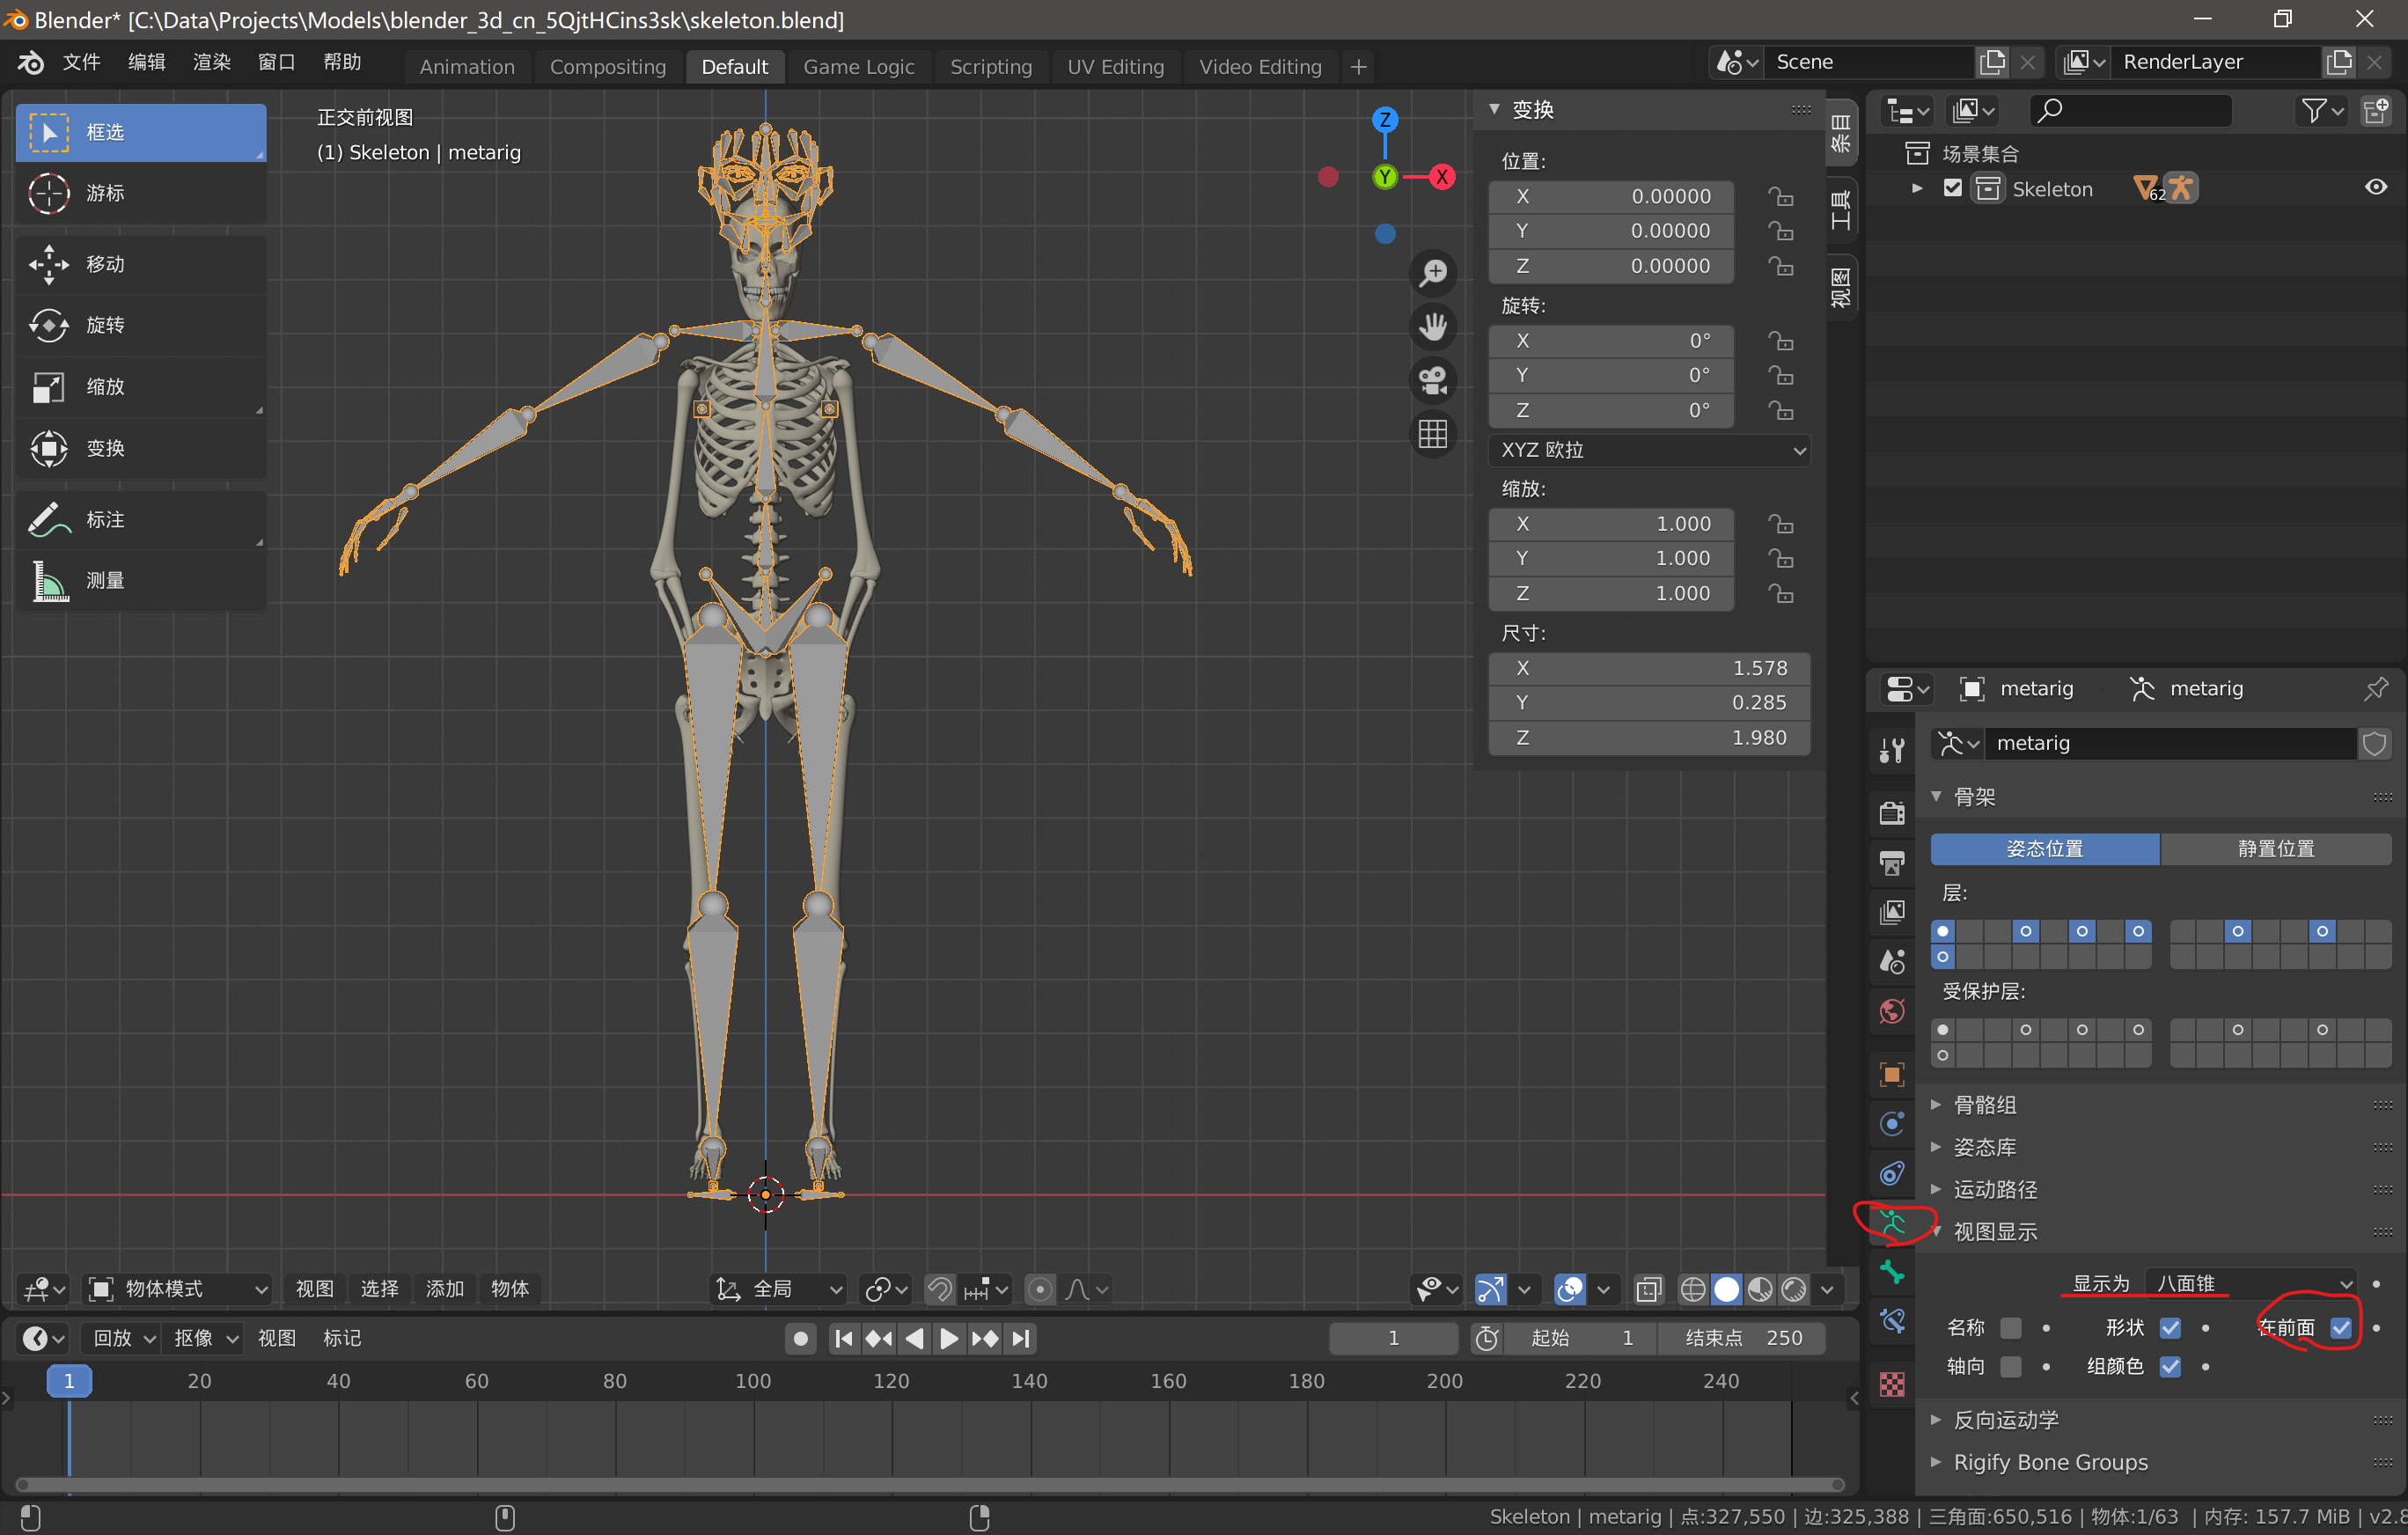 Blender* [C:\Data\Projects\Models\blender_3d_cn_5QjtHCins3sk\skeleton.blend]
文件 编辑 渲染 窗口 帮助 Animation Compositing Default Game Logic Scripting UV Editing Video Editing Scene RenderLayer
框选
游标
移动
旋转
缩放
变换
标注
测量
正交前视图
(1) Skeleton | metarig
Z
Y
X
变换
位置:
X 0.00000
Y 0.00000
Z 0.00000
旋转:
X 0°
Y 0°
Z 0°
XYZ 欧拉
缩放:
X 1.000
Y 1.000
Z 1.000
尺寸:
X 1.578
Y 0.285
Z 1.980
条目
工具
视图
场景集合
Skeleton 62
metarig metarig
metarig
骨架
姿态位置 静置位置
层:
受保护层:
骨骼组
姿态库
运动路径
视图显示
显示为 八面锥
名称 形状 在前面
轴向 组颜色
反向运动学
Rigify Bone Groups
物体模式 视图 选择 添加 物体 全局
回放 抠像 视图 标记 1 起始 1 结束点 250
1 20 40 60 80 100 120 140 160 180 200 220 240
Skeleton | metarig | 点:327,550 | 边:325,388 | 三角面:650,516 | 物体:1/63 | 内存: 157.7 MiB | v2.9